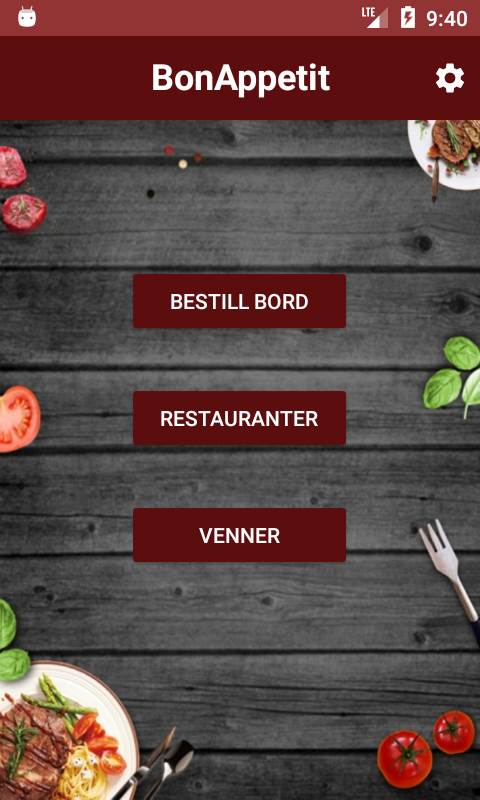 LTE 9:40
BonAppetit
BESTILL BORD
RESTAURANTER
VENNER